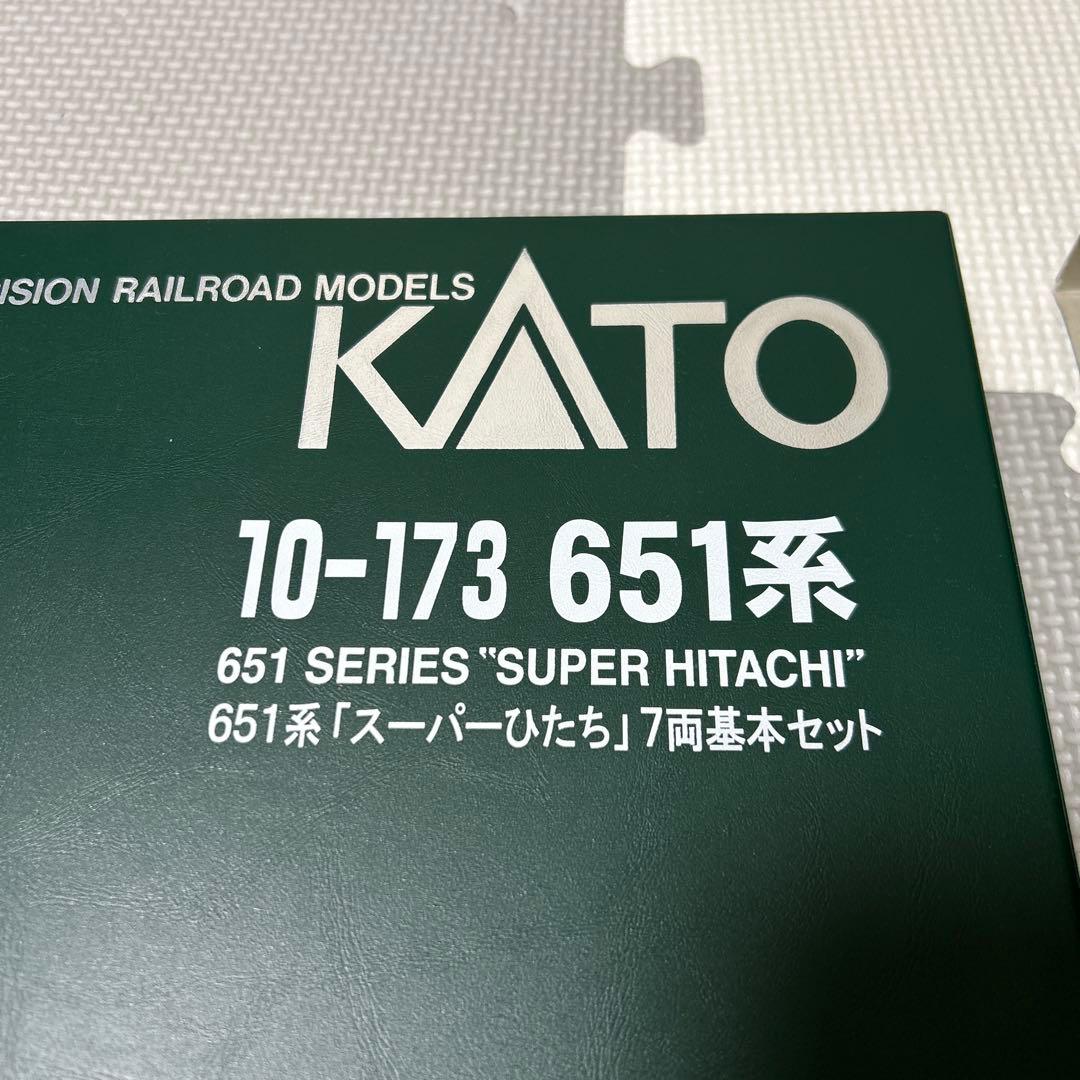 RAILROAD MODELS
KATO
10-173 651系
651 SERIES "SUPER HITACHI"
651系「スーパーひたち」7両基本セット